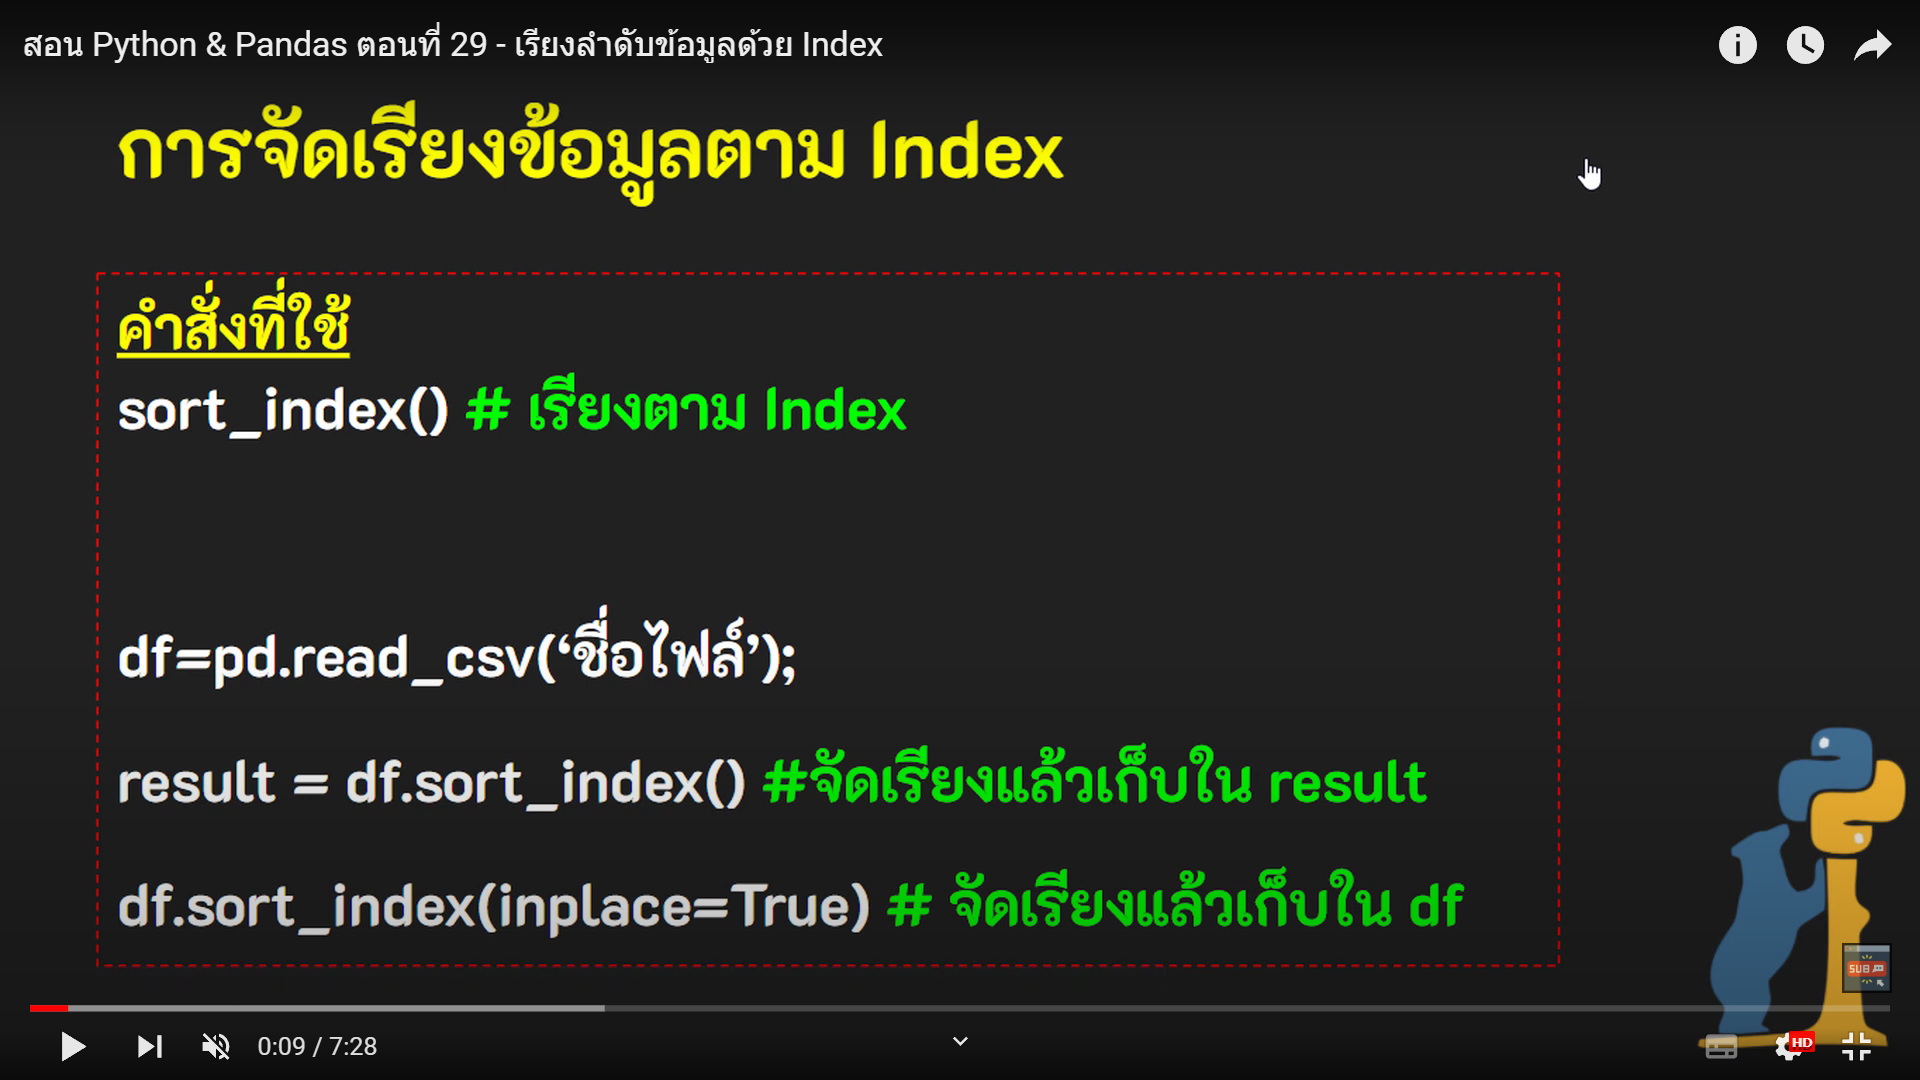 สอน Python & Pandas ตอนที่ 29 - เรียงลำดับข้อมูลด้วย Index
การจัดเรียงข้อมูลตาม Index
คำสั่งที่ใช้
sort_index() # เรียงตาม Index
df=pd.read_csv(‘ชื่อไฟล์’);
result = df.sort_index() #จัดเรียงแล้วเก็บใน result
df.sort_index(inplace=True) # จัดเรียงแล้วเก็บใน df
SUB
0:09 / 7:28
HD